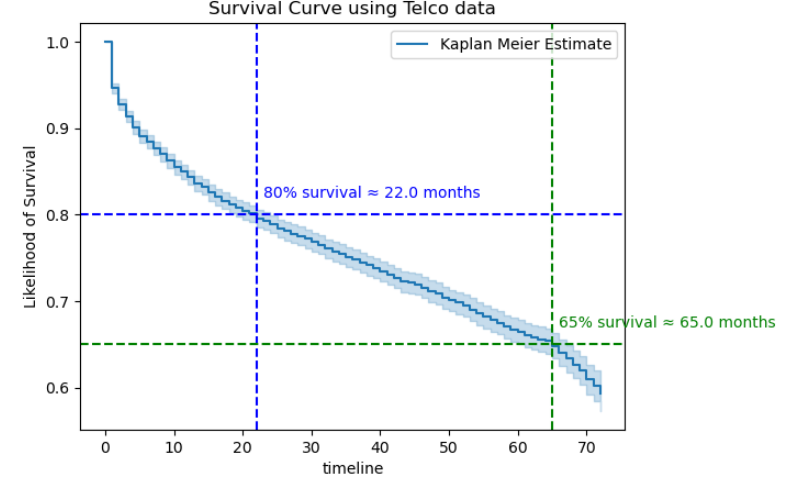 Survival Curve using Telco data
Kaplan Meier Estimate
1.0
0.9
0.8
0.7
0.6
Likelihood of Survival
80% survival ≈ 22.0 months
65% survival ≈ 65.0 months
0 10 20 30 40 50 60 70
timeline